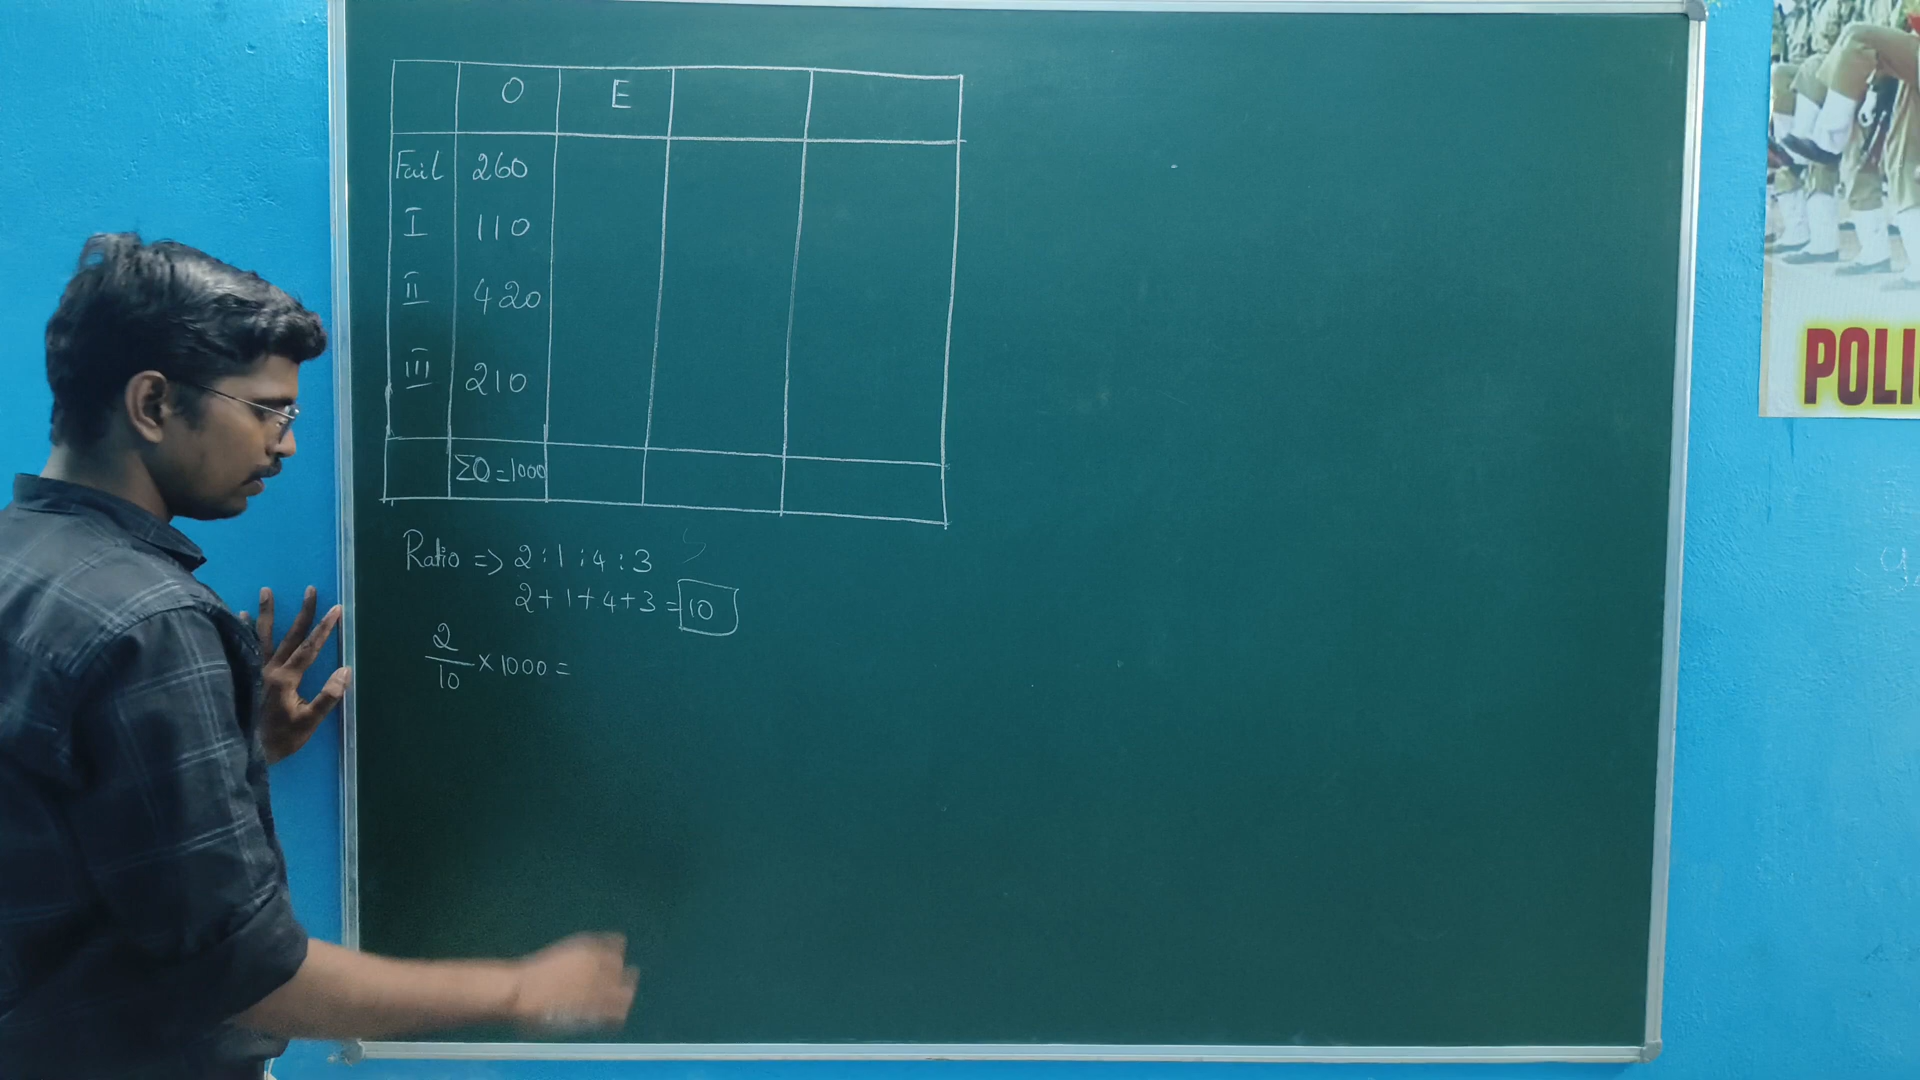 O E
Fail 260
I 110
II 420
III 210
ΣO=1000
Ratio => 2:1:4:3
2+1+4+3=10
2/10 ×1000=